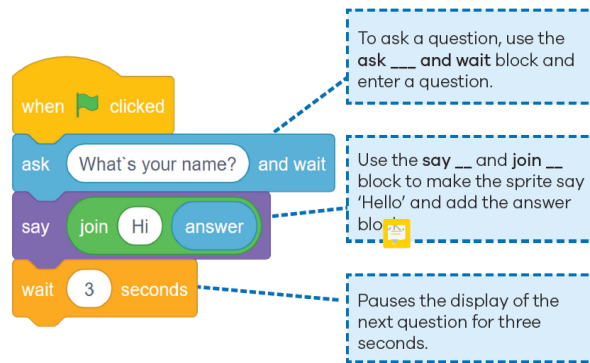 when clicked
ask What`s your name? and wait
say join Hi answer
wait 3 seconds
To ask a question, use the
ask ___ and wait block and
enter a question.
Use the say __ and join __
block to make the sprite say
‘Hello’ and add the answer
Pauses the display of the
next question for three
seconds.